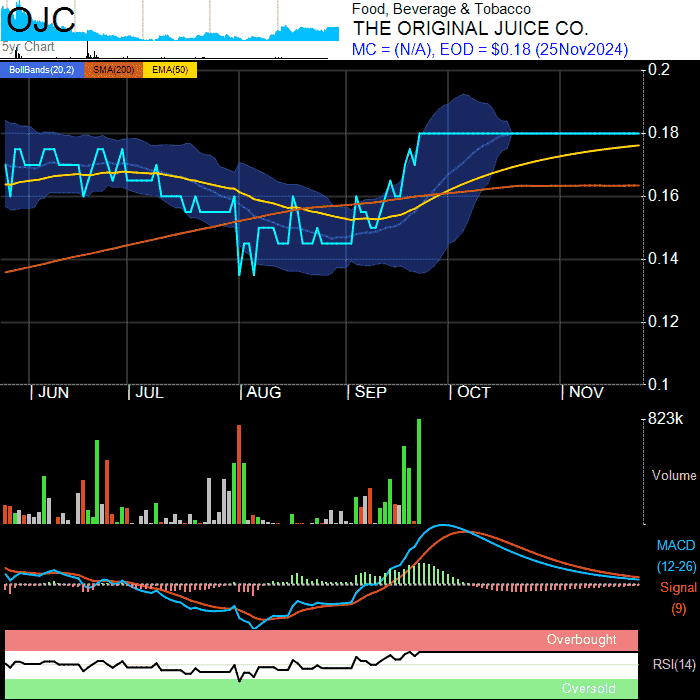 OJC
5yr Chart
Food, Beverage & Tobacco
THE ORIGINAL JUICE CO.
MC = (N/A), EOD = $0.18 (25Nov2024)
BollBands(20,2) SMA(200) EMA(50)
0.2
0.18
0.16
0.14
0.12
0.1
JUN JUL AUG SEP OCT NOV
823k
Volume
MACD
(12-26)
Signal
(9)
Overbought
RSI(14)
Oversold